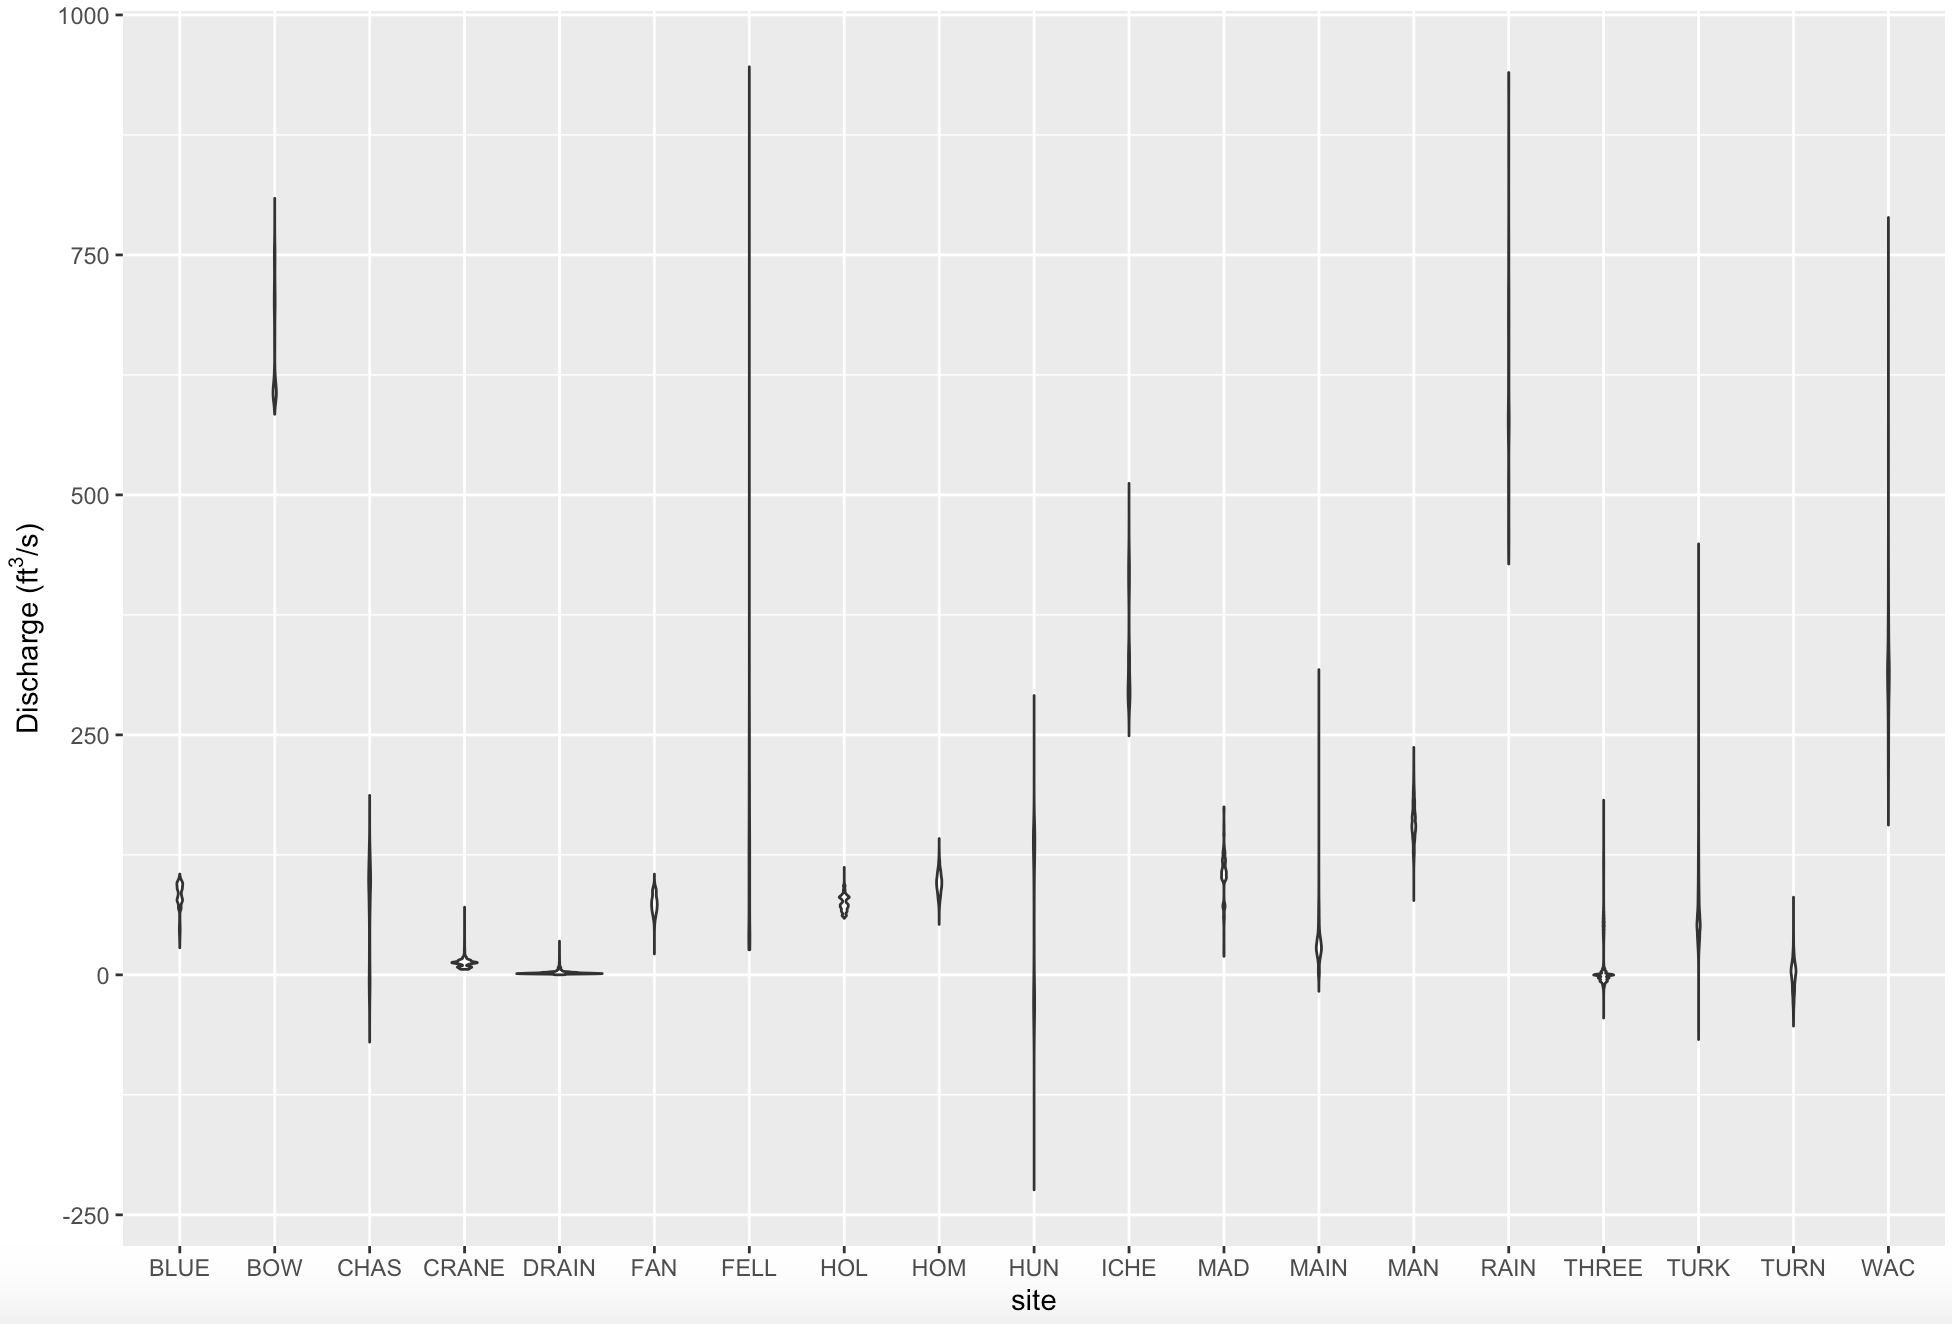 1000
750
500
250
0
-250
Discharge (ft³/s)
BLUE BOW CHAS CRANE DRAIN FAN FELL HOL HOM HUN ICHE MAD MAIN MAN RAIN THREE TURK TURN WAC
site